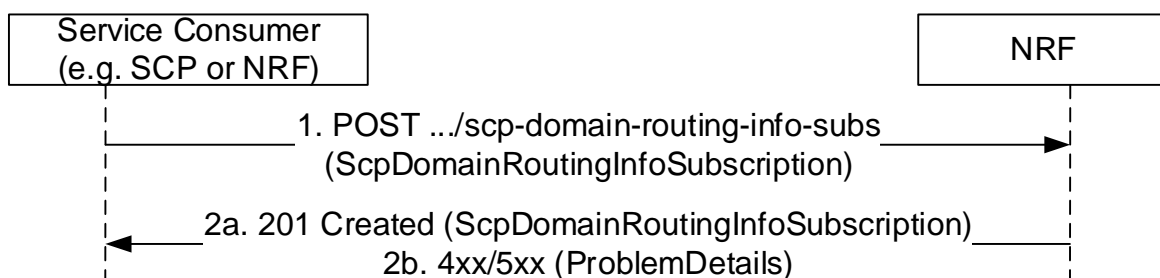 Service Consumer
(e.g. SCP or NRF)
NRF
1. POST .../scp-domain-routing-info-subs
(ScpDomainRoutingInfoSubscription)
2a. 201 Created (ScpDomainRoutingInfoSubscription)
2b. 4xx/5xx (ProblemDetails)